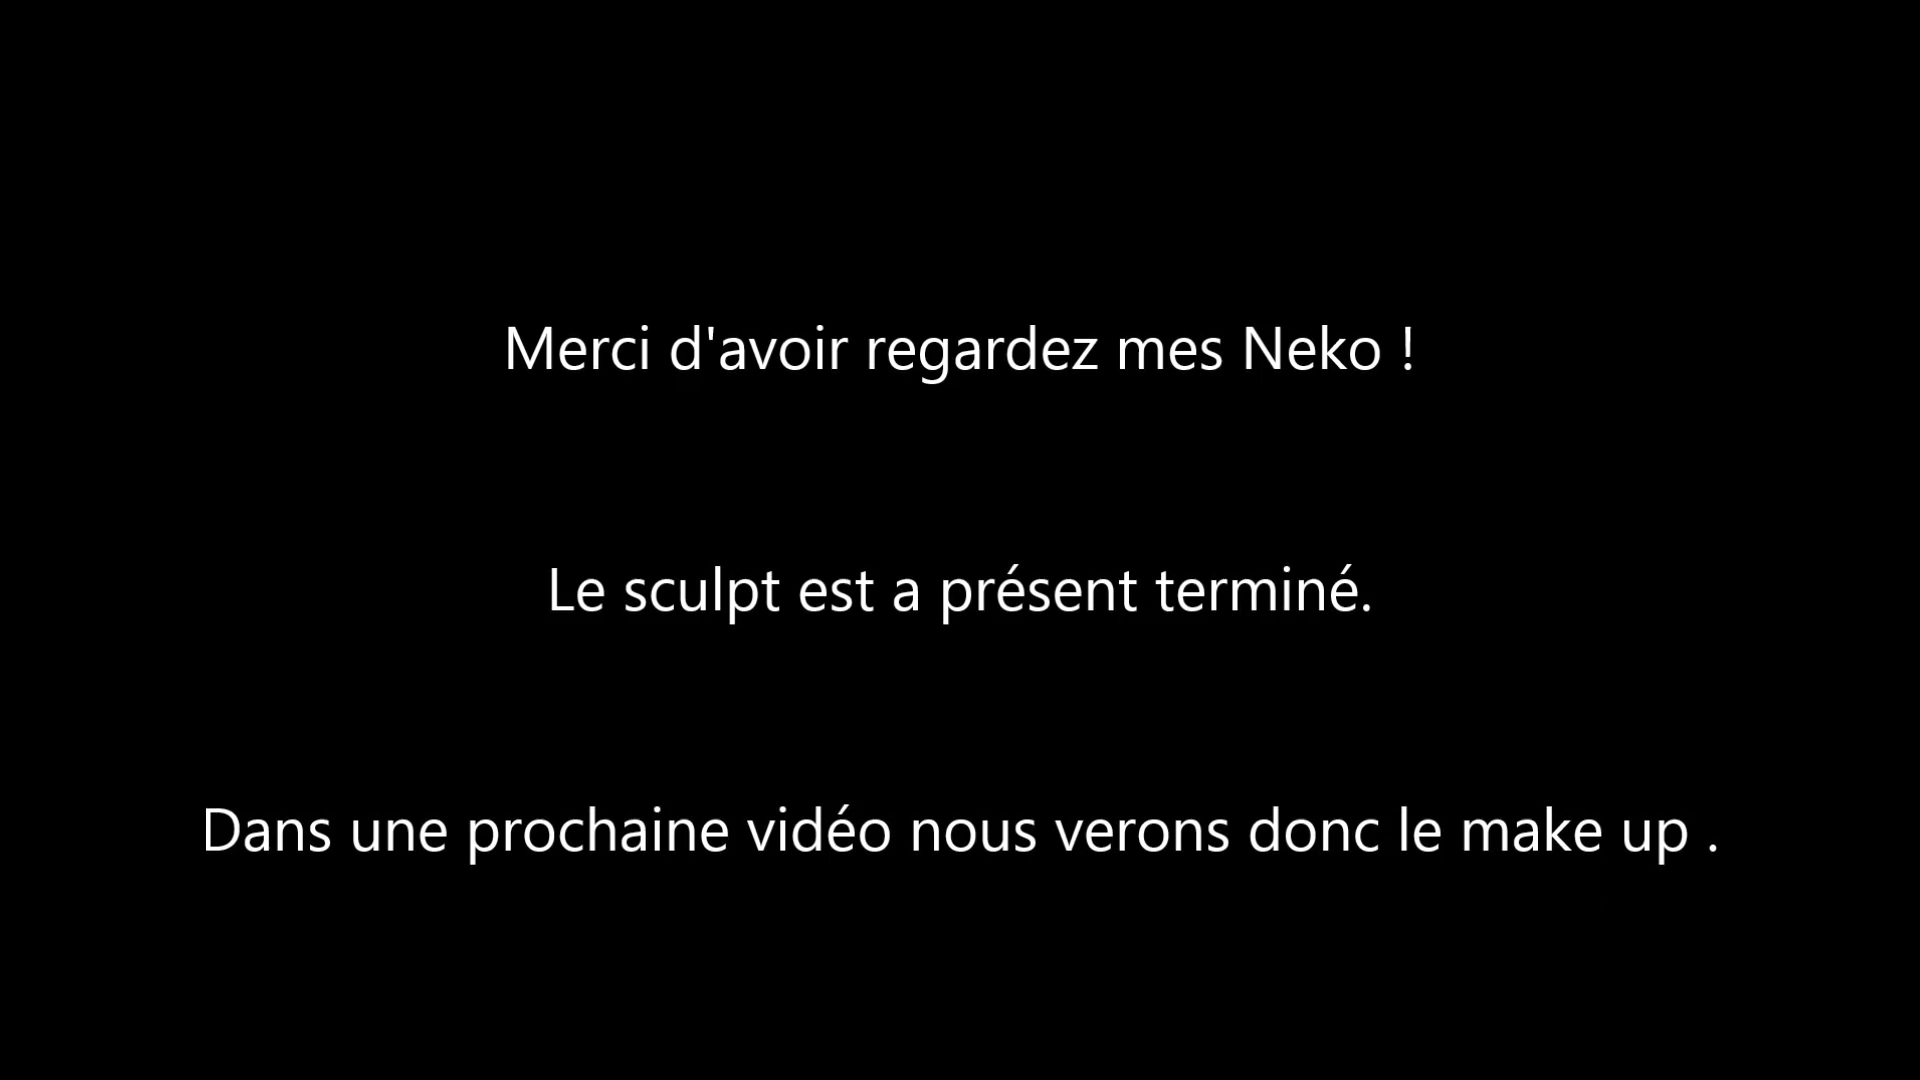 Merci d'avoir regardez mes Neko !
Le sculpt est a présent terminé.
Dans une prochaine vidéo nous verons donc le make up .